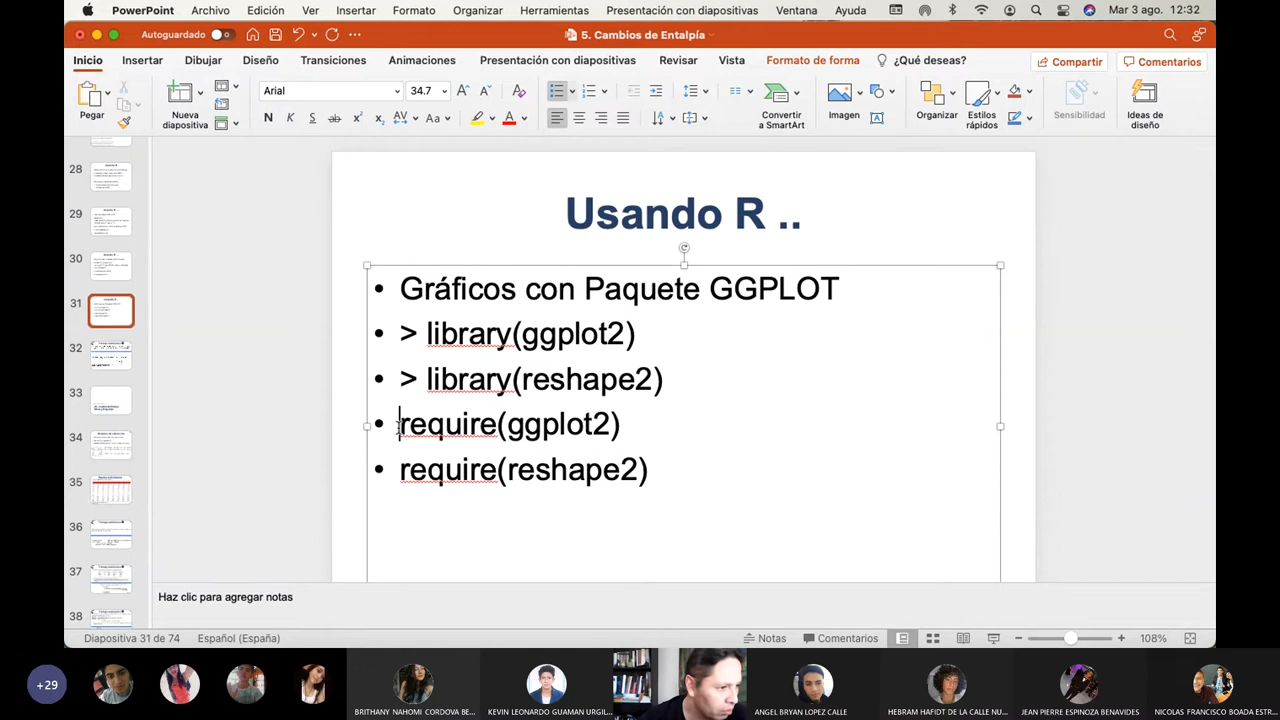 PowerPoint Archivo Edición Ver Insertar Formato Organizar Herramientas Presentación con diapositivas Ventana Ayuda Mar 3 ago. 12:32
Autoguardado 5. Cambios de Entalpía
Inicio Insertar Dibujar Diseño Transiciones Animaciones Presentación con diapositivas Revisar Vista Formato de forma ¿Qué deseas? Compartir Comentarios
Pegar
Nueva diapositiva
Arial 34.7
N K S ab x² x₂ AV Aa A
Convertir a SmartArt
Imagen
Organizar
Estilos rápidos
Sensibilidad
Ideas de diseño
28
29
30
31
32
33
34
35
36
37
38
Usando R ..
• Gráficos con Paquete GGPLOT
• > library(ggplot2)
• > library(reshape2)
• require(ggplot2)
• require(reshape2)
Haz clic para agregar notas
Diapositiva 31 de 74 Español (España) Notas Comentarios 108%
+29
BRITHANY NAHOMI CORDOVA BE...
KEVIN LEONARDO GUAMAN URGIL...
ANGEL BRYAN LOPEZ CALLE
HEBRAM HAFIDT DE LA CALLE NU...
JEAN PIERRE ESPINOZA BENAVIDES
NICOLAS FRANCISCO BOADA ESTR...